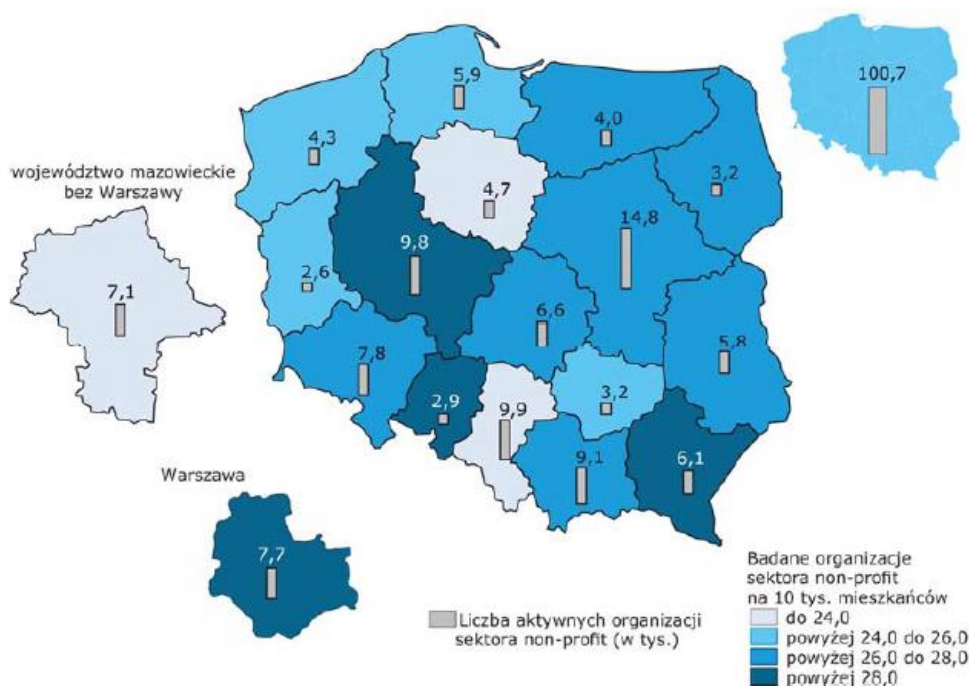 5,9
100,7
4,3
4,0
3,2
województwo mazowieckie
bez Warszawy
4,7
14,8
9,8
2,6
7,1
6,6
5,8
7,8
3,2
2,9
9,9
9,1
6,1
Warszawa
7,7
Badane organizacje
sektora non-profit
na 10 tys. mieszkańców
do 24,0
powyżej 24,0 do 26,0
powyżej 26,0 do 28,0
powyżej 28,0
Liczba aktywnych organizacji
sektora non-profit (w tys.)